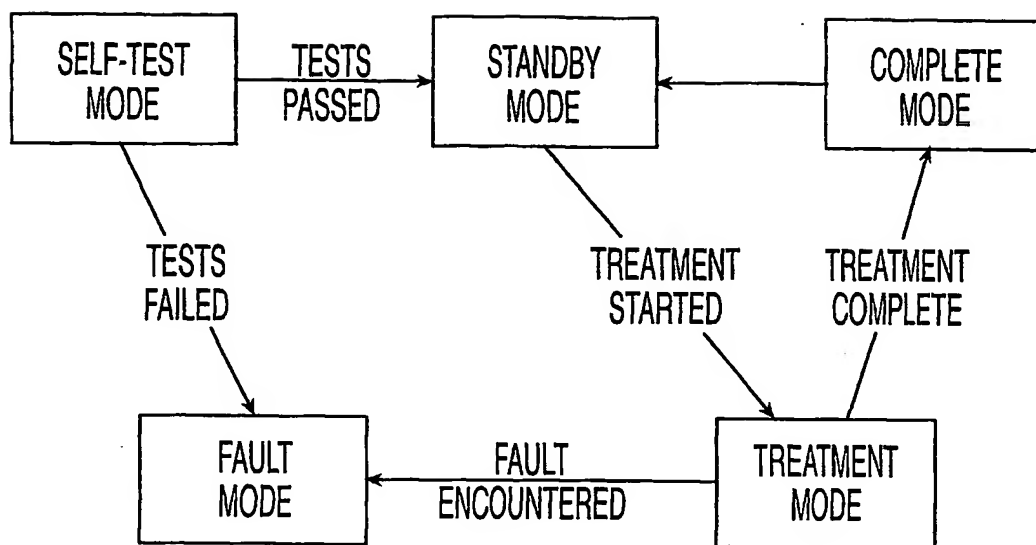 SELF-TEST
MODE
TESTS
PASSED
STANDBY
MODE
COMPLETE
MODE
TESTS
FAILED
TREATMENT
STARTED
TREATMENT
COMPLETE
FAULT
MODE
FAULT
ENCOUNTERED
TREATMENT
MODE